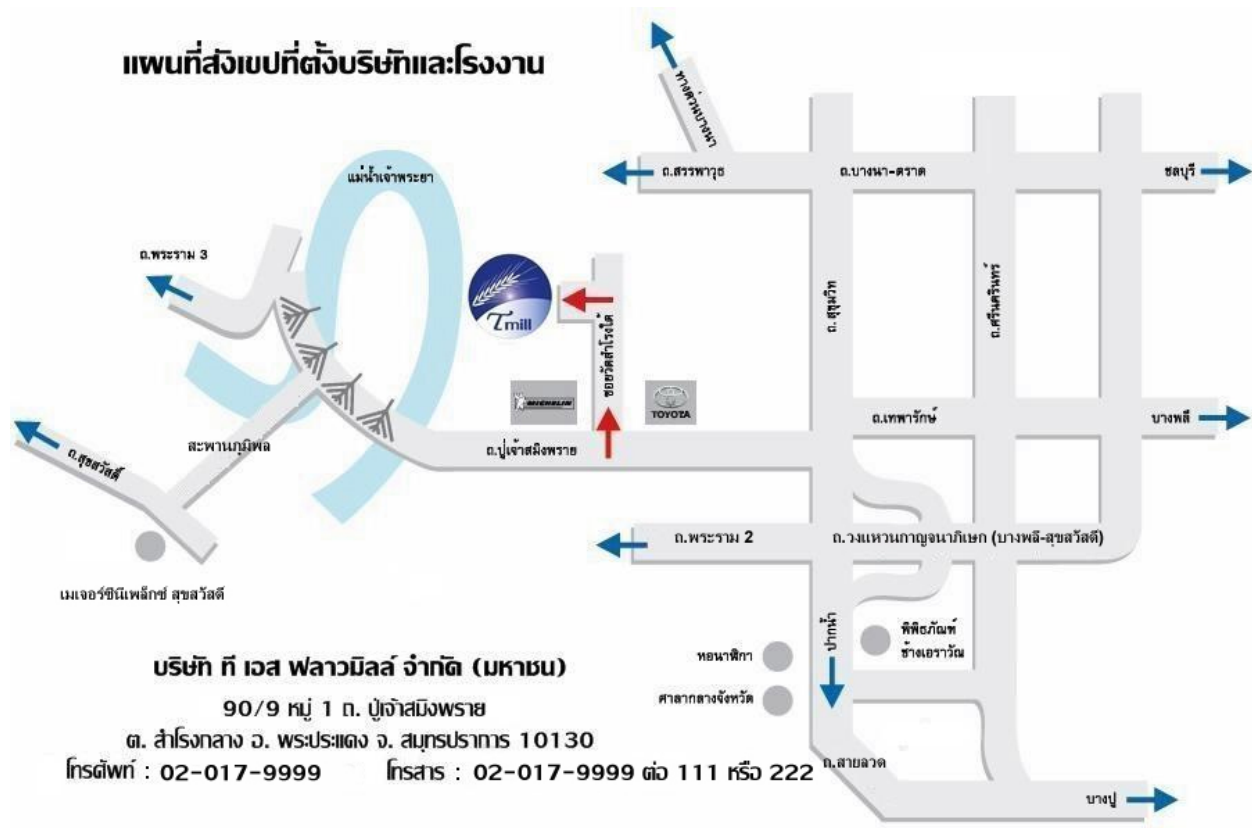 แผนที่สังเขปที่ตั้งบริษัทและโรงงาน
ทางด่วนบางนา
ถ.สรรพาวุธ
ถ.บางนา-ตราด
ชลบุรี
แม่น้ำเจ้าพระยา
ถ.พระราม 3
Tmill
ซอยวัดสำโรงใต้
ถ.สุขุมวิท
ถ.ศรีนครินทร์
MICHELIN
TOYOTA
ถ.เทพารักษ์
บางพลี
สะพานภูมิพล
ถ.ปู่เจ้าสมิงพราย
ถ.สุขสวัสดิ์
ถ.พระราม 2
ถ.วงแหวนกาญจนาภิเษก (บางพลี-สุขสวัสดี)
เมเจอร์ซีนีเพล็กซ์ สุขสวัสดี
ปากน้ำ
พิพิธภัณฑ์
ช้างเอราวัณ
หอนาฬิกา
ศาลากลางจังหวัด
บริษัท ที เอส ฟลาวมิลล์ จำกัด (มหาชน)
90/9 หมู่ 1 ถ. ปู่เจ้าสมิงพราย
ต. สำโรงกลาง อ. พระประแดง จ. สมุทรปราการ 10130
โทรศัพท์ : 02-017-9999 โทรสาร : 02-017-9999 ต่อ 111 หรือ 222
ถ.สายลวด
บางปู